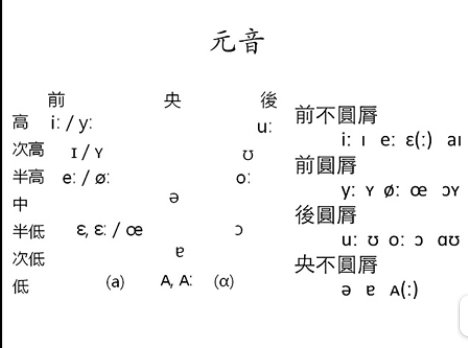 元音
前 央 後
高 iː / yː uː
次高 ɪ / ʏ ʊ
半高 eː / øː oː
中 ə
半低 ɛ, ɛː / œ ɔ
次低 ɐ
低 (a) ᴀ, ᴀː (ɑ)
前不圓脣
iː ɪ eː ɛ(ː) aɪ
前圓脣
yː ʏ øː œ ɔʏ
後圓脣
uː ʊ oː ɔ ɑʊ
央不圓脣
ə ɐ ᴀ(ː)